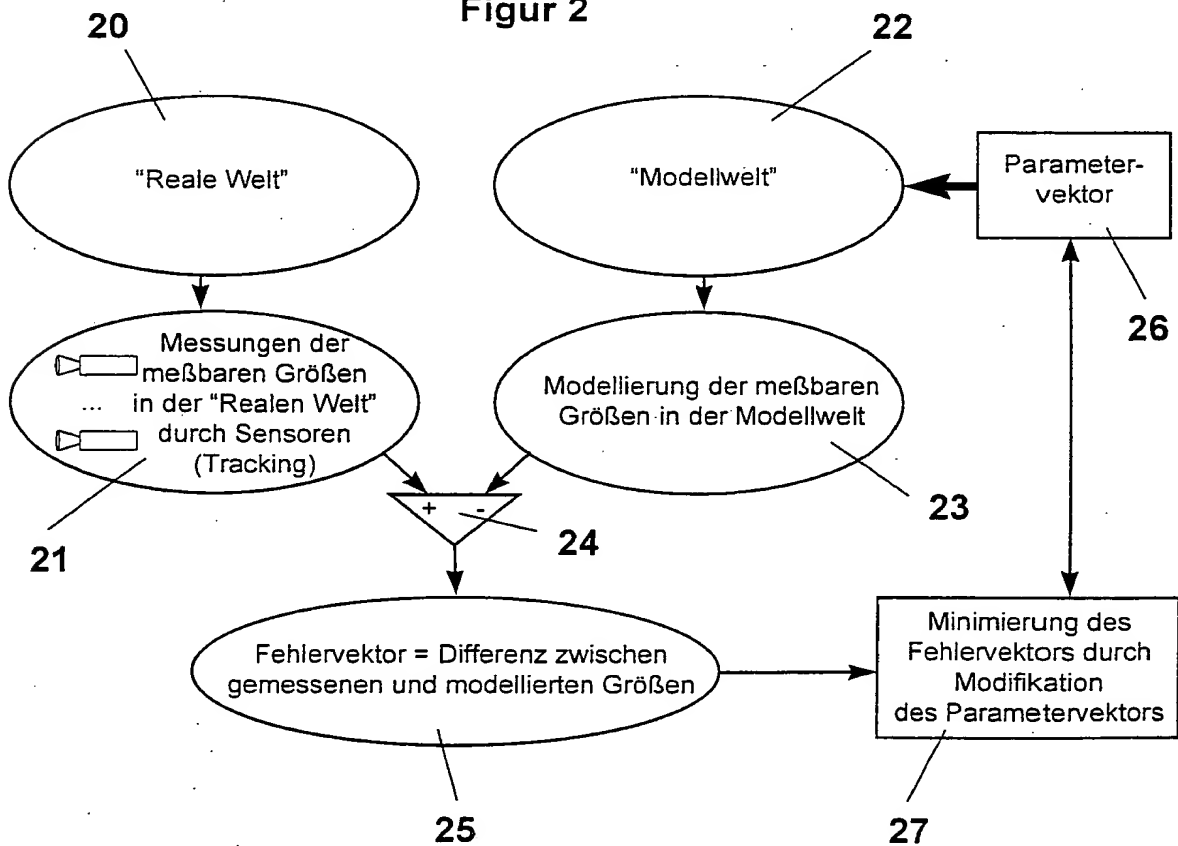 Figur 2
20
22
"Reale Welt"
"Modellwelt"
Parameter-
vektor
26
Messungen der
meßbaren Größen
... in der "Realen Welt"
durch Sensoren
(Tracking)
Modellierung der meßbaren
Größen in der Modellwelt
21
23
+ -
24
Fehlervektor = Differenz zwischen
gemessenen und modellierten Größen
Minimierung des
Fehlervektors durch
Modifikation
des Parametervektors
25
27